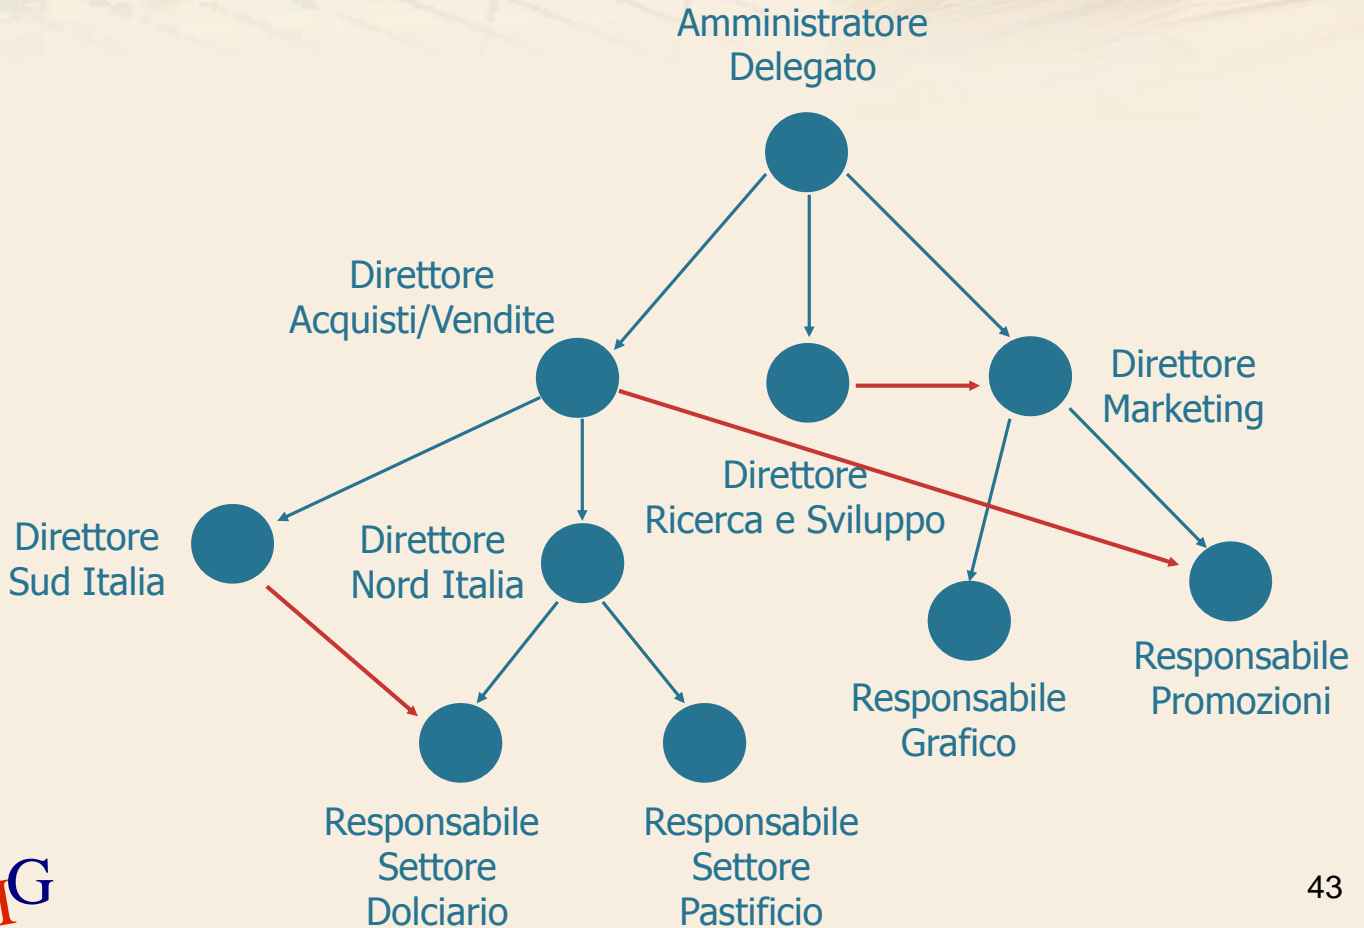 Amministratore
Delegato
Direttore
Acquisti/Vendite
Direttore
Marketing
Direttore
Ricerca e Sviluppo
Direttore
Sud Italia
Direttore
Nord Italia
Responsabile
Promozioni
Responsabile
Grafico
Responsabile
Settore
Dolciario
Responsabile
Settore
Pastificio
IG
43